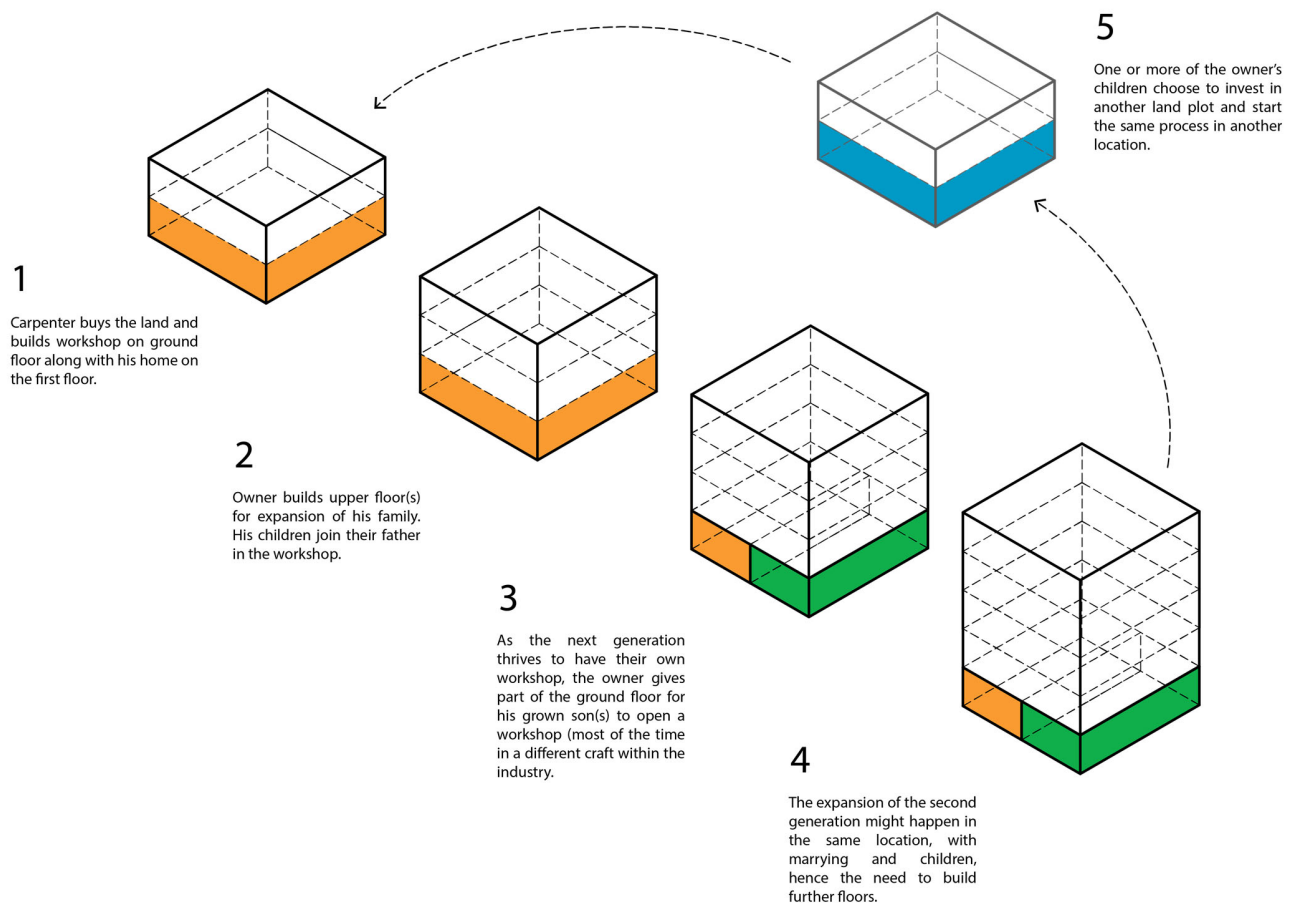 1
Carpenter buys the land and
builds workshop on ground
floor along with his home on
the first floor.
2
Owner builds upper floor(s)
for expansion of his family.
His children join their father
in the workshop.
3
As the next generation
thrives to have their own
workshop, the owner gives
part of the ground floor for
his grown son(s) to open a
workshop (most of the time
in a different craft within the
industry.
4
The expansion of the second
generation might happen in
the same location, with
marrying and children,
hence the need to build
further floors.
5
One or more of the owner's
children choose to invest in
another land plot and start
the same process in another
location.